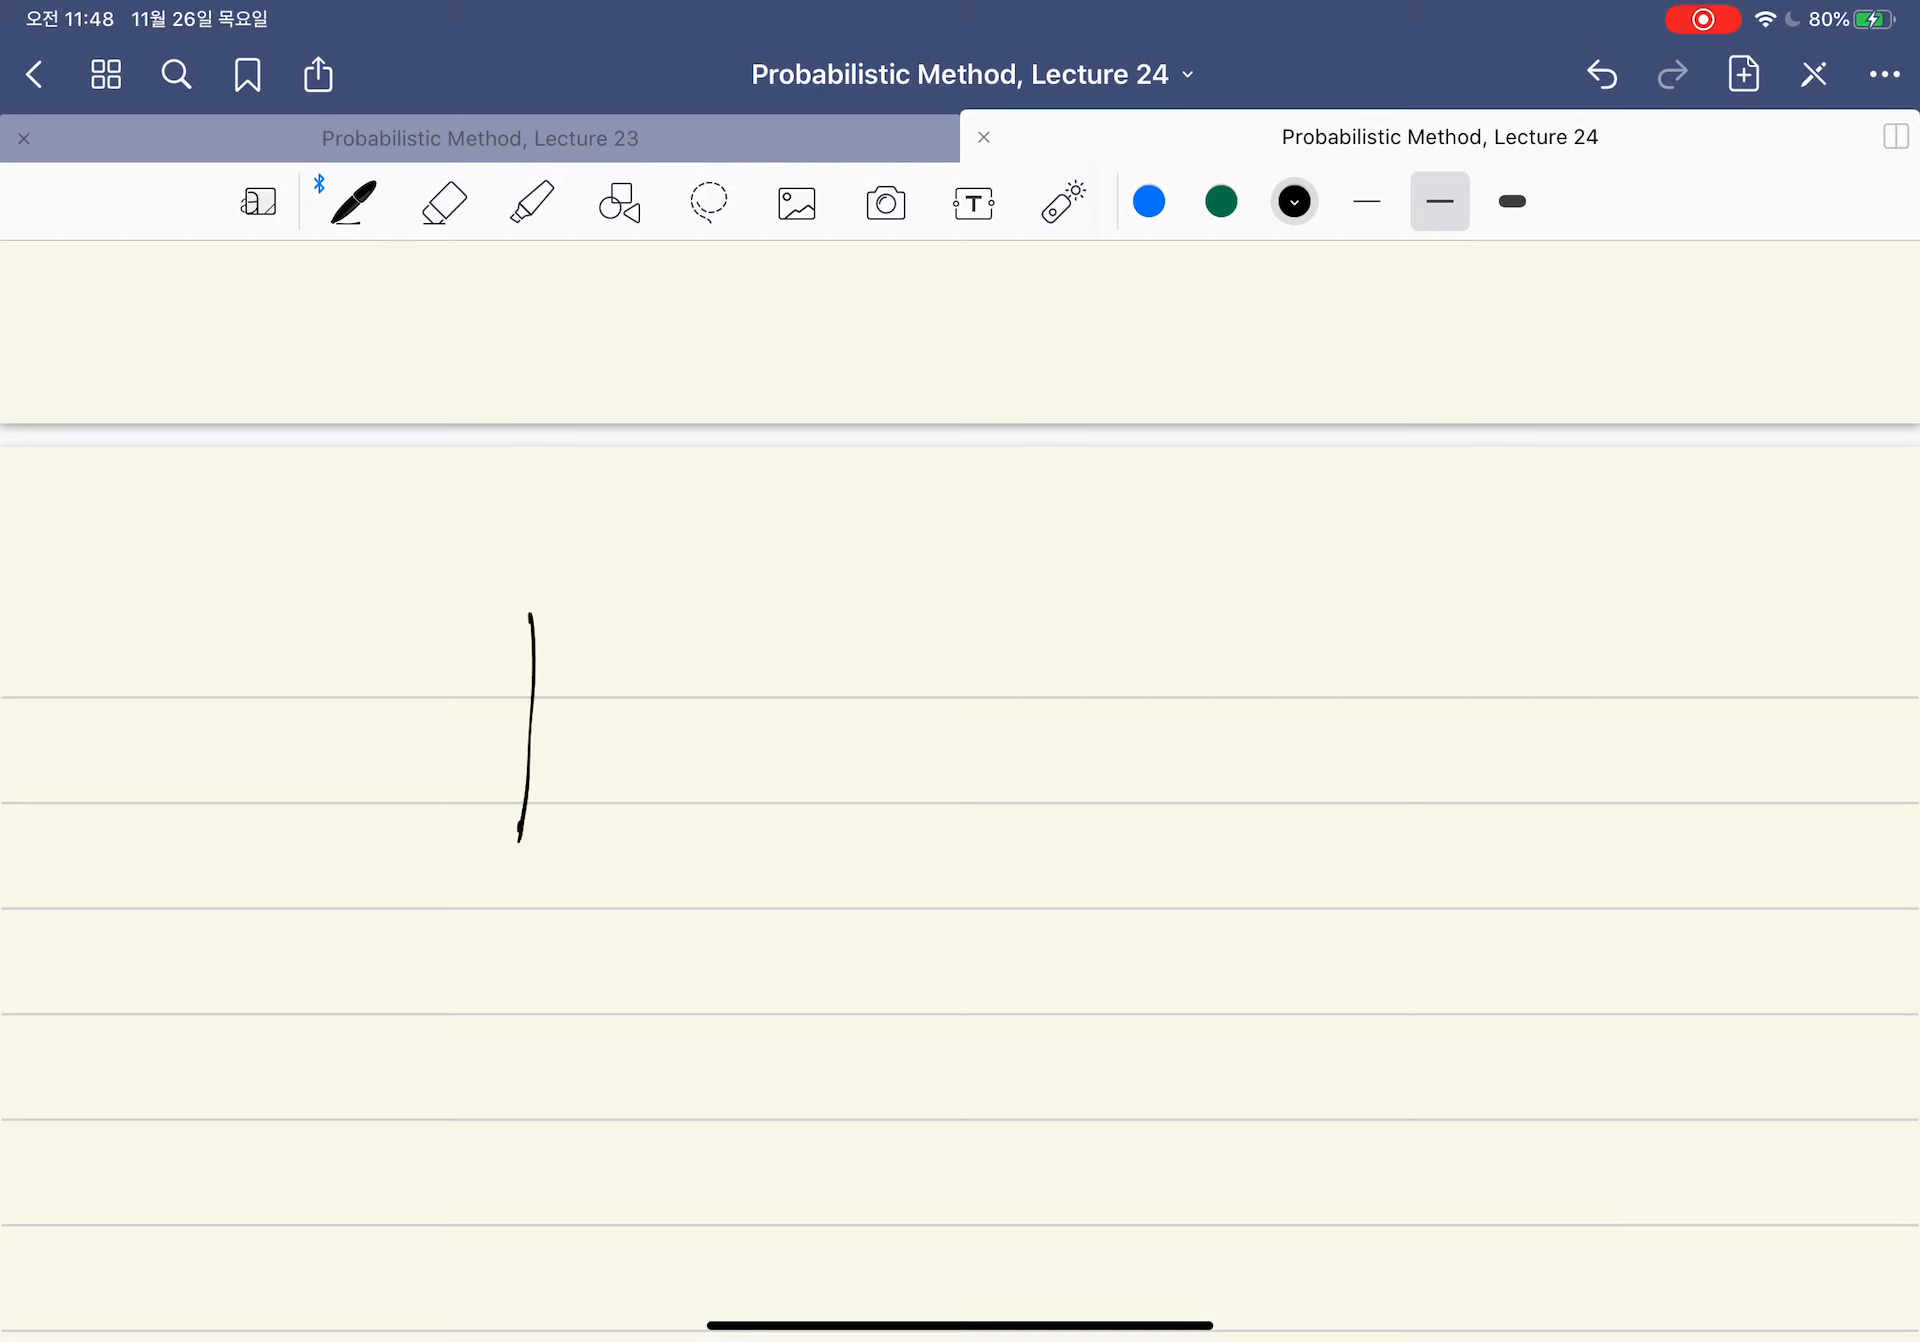 오전 11:48 11월 26일 목요일 80%
Probabilistic Method, Lecture 24
Probabilistic Method, Lecture 23
Probabilistic Method, Lecture 24